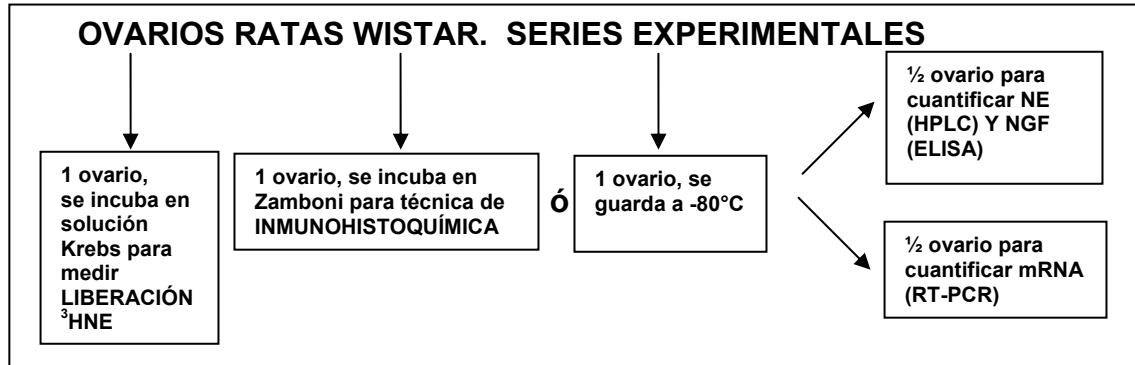 OVARIOS RATAS WISTAR. SERIES EXPERIMENTALES
1 ovario,
se incuba en
solución
Krebs para
medir
LIBERACIÓN
³HNE
1 ovario, se incuba en
Zamboni para técnica de
INMUNOHISTOQUÍMICA
ó
1 ovario, se
guarda a -80°C
½ ovario para
cuantificar NE
(HPLC) Y NGF
(ELISA)
½ ovario para
cuantificar mRNA
(RT-PCR)